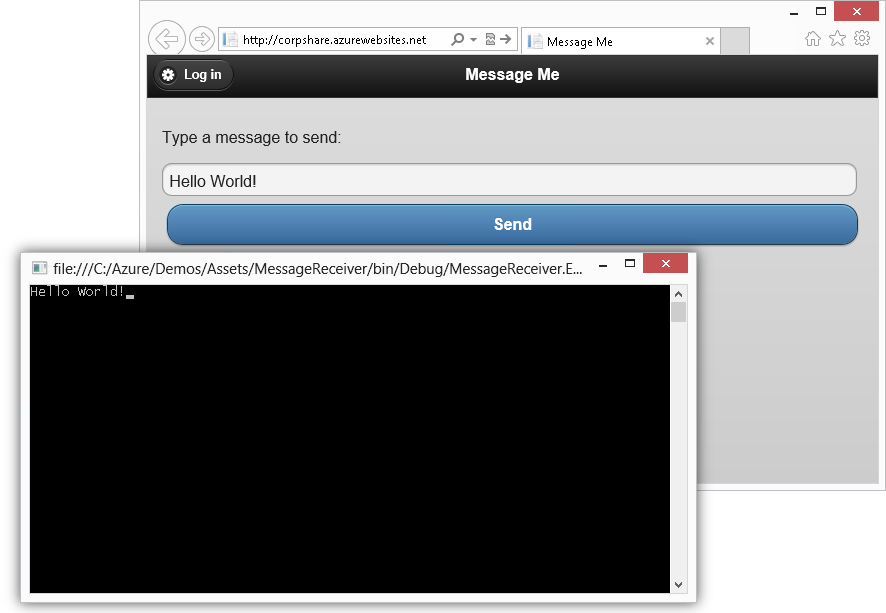 http://corpshare.azurewebsites.net
Message Me
Log in
Message Me
Type a message to send:
Hello World!
Send
file:///C:/Azure/Demos/Assets/MessageReceiver/bin/Debug/MessageReceiver.E...
Hello World!